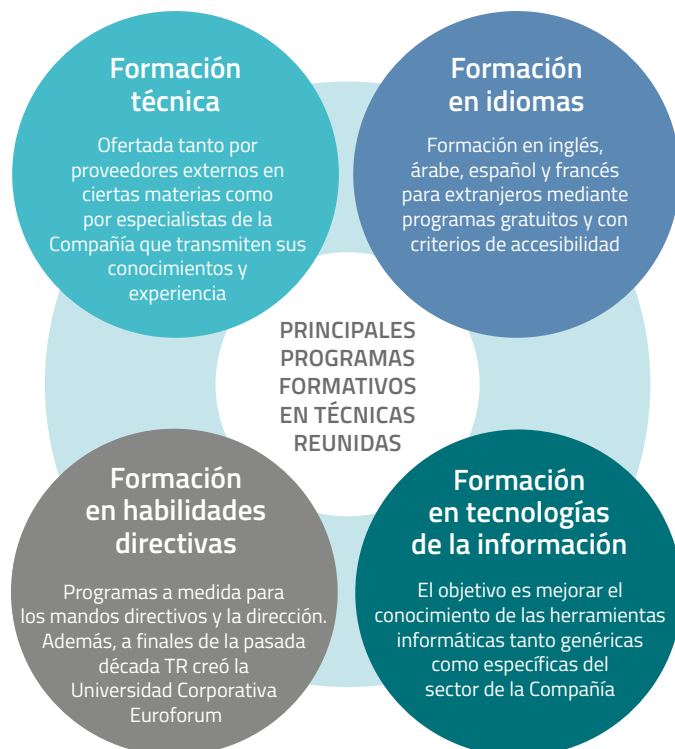 Formación
técnica
Ofertada tanto por
proveedores externos en
ciertas materias como
por especialistas de la
Compañía que transmiten sus
conocimientos y
experiencia
Formación
en idiomas
Formación en inglés,
árabe, español y francés
para extranjeros mediante
programas gratuitos y con
criterios de accesibilidad
PRINCIPALES
PROGRAMAS
FORMATIVOS
EN TÉCNICAS
REUNIDAS
Formación
en habilidades
directivas
Programas a medida para
los mandos directivos y la dirección.
Además, a finales de la pasada
década TR creó la
Universidad Corporativa
Euroforum
Formación
en tecnologías
de la información
El objetivo es mejorar el
conocimiento de las herramientas
informáticas tanto genéricas
como específicas del
sector de la Compañía